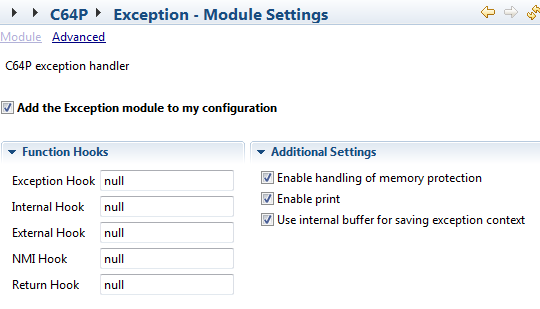 C64P Exception - Module Settings
Module Advanced
C64P exception handler
Add the Exception module to my configuration
Function Hooks
Exception Hook null
Internal Hook null
External Hook null
NMI Hook null
Return Hook null
Additional Settings
Enable handling of memory protection
Enable print
Use internal buffer for saving exception context